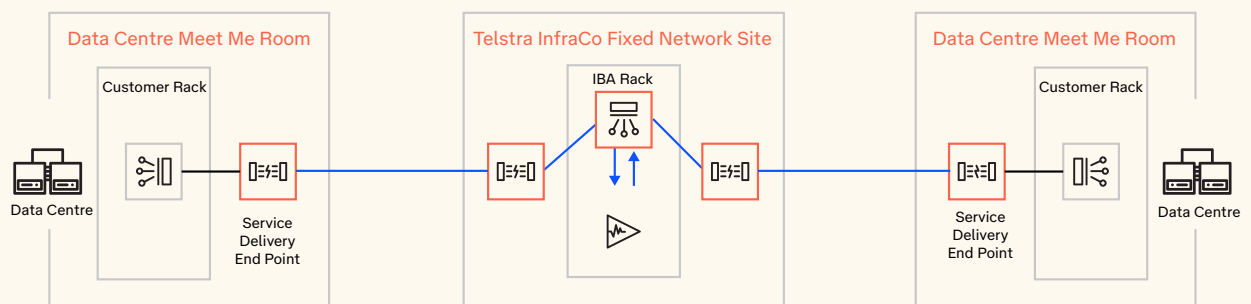 Data Centre Meet Me Room
Telstra InfraCo Fixed Network Site
Data Centre Meet Me Room
Customer Rack
IBA Rack
Customer Rack
Data Centre
Service
Delivery
End Point
Service
Delivery
End Point
Data Centre